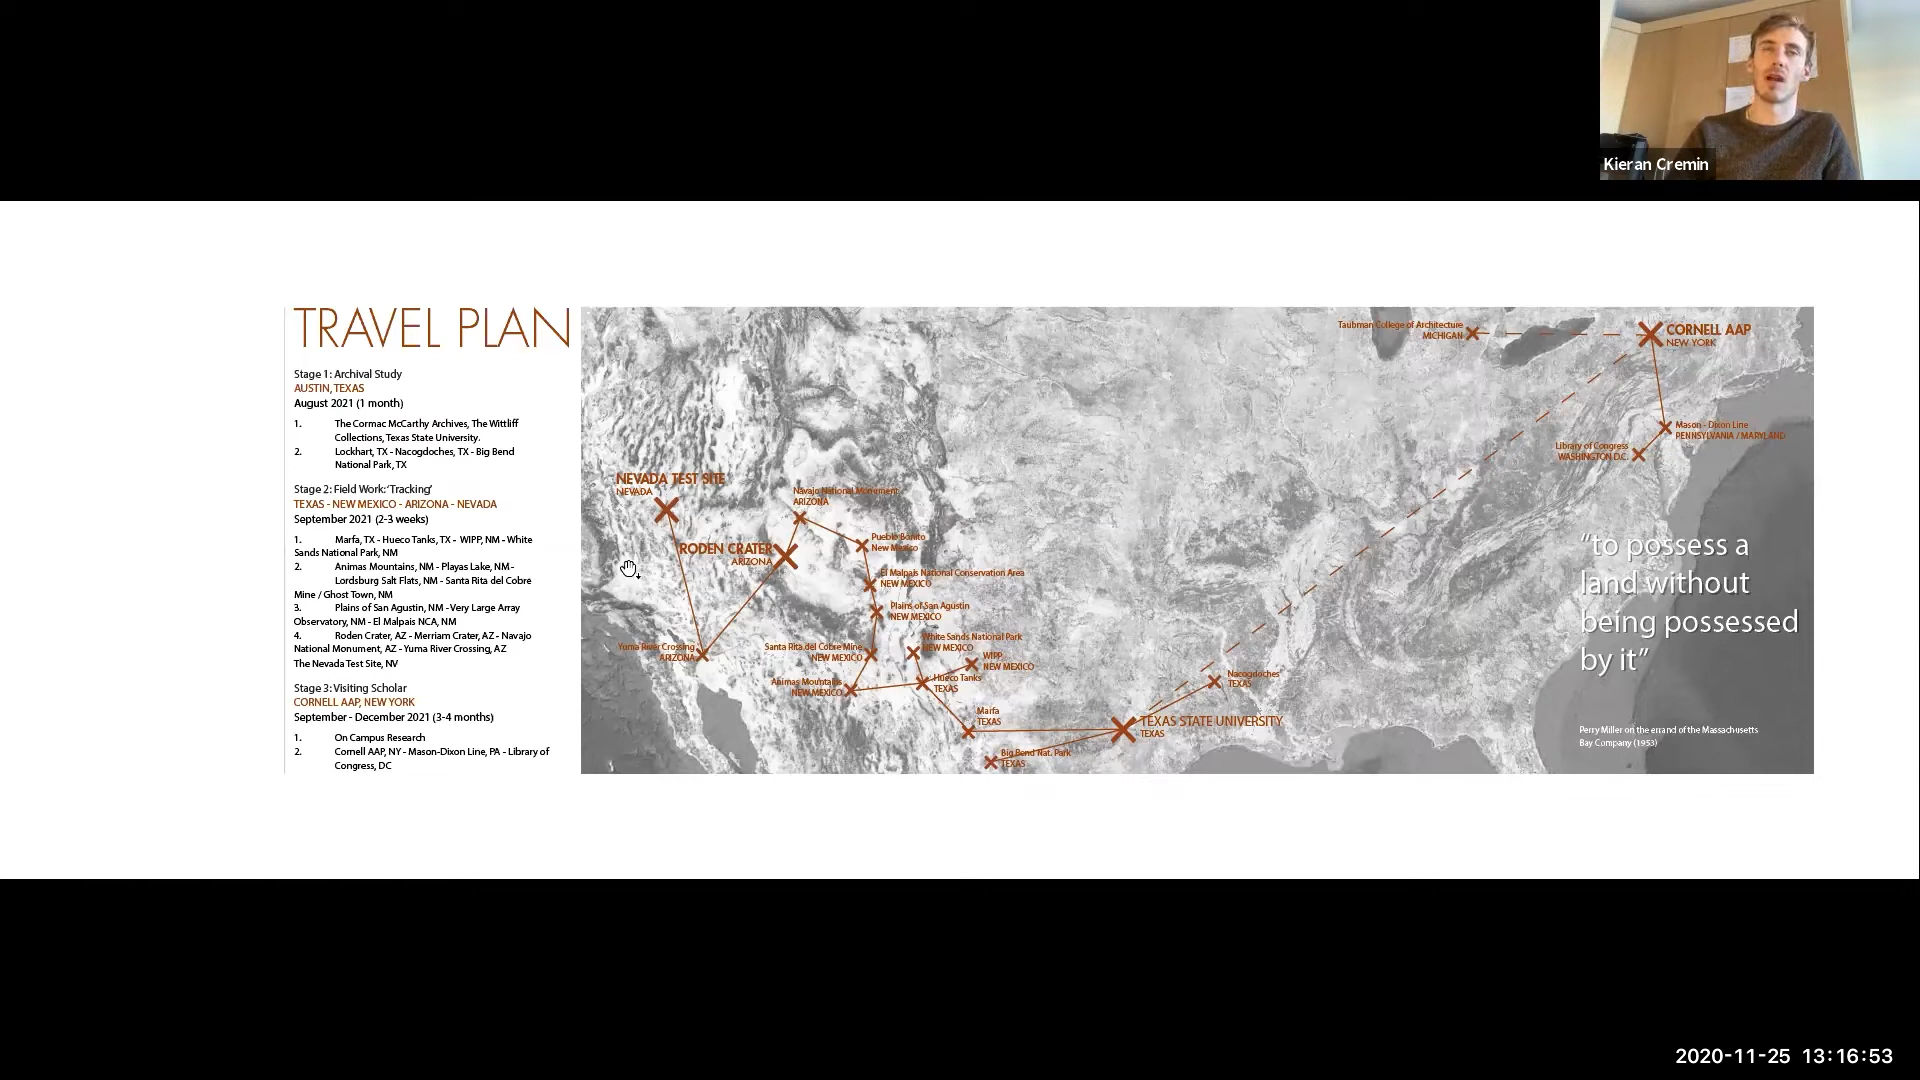 Kieran Cremin
TRAVEL PLAN
Stage 1: Archival Study
AUSTIN, TEXAS
August 2021 (1 month)
1. The Cormac McCarthy Archives, The Wittliff
Collections, Texas State University.
2. Lockhart, TX - Nacogdoches, TX - Big Bend
National Park, TX
Stage 2: Field Work: 'Tracking'
TEXAS - NEW MEXICO - ARIZONA - NEVADA
September 2021 (2-3 weeks)
1. Marfa, TX - Hueco Tanks, TX - WIPP, NM - White
Sands National Park, NM
2. Animas Mountains, NM - Playas Lake, NM -
Lordsburg Salt Flats, NM - Santa Rita del Cobre
Mine / Ghost Town, NM
3. Plains of San Agustin, NM - Very Large Array
Observatory, NM - El Malpais NCA, NM
4. Roden Crater, AZ - Merriam Crater, AZ - Navajo
National Monument, AZ - Yuma River Crossing, AZ
The Nevada Test Site, NV
Stage 3: Visiting Scholar
CORNELL AAP, NEW YORK
September - December 2021 (3-4 months)
1. On Campus Research
2. Cornell AAP, NY - Mason-Dixon Line, PA - Library of
Congress, DC
Taubman College of Architecture
MICHIGAN
CORNELL AAP
NEW YORK
Mason - Dixon Line
PENNSYLVANIA / MARYLAND
Library of Congress
WASHINGTON D.C.
NEVADA TEST SITE
NEVADA
Navajo National Monument
ARIZONA
RODEN CRATER
ARIZONA
Pueblo Bonito
New Mexico
El Malpais National Conservation Area
NEW MEXICO
Plains of San Agustin
NEW MEXICO
White Sands National Park
NEW MEXICO
Yuma River Crossing
ARIZONA
Santa Rita del Cobre Mine
NEW MEXICO
WIPP
NEW MEXICO
Animas Mountains
NEW MEXICO
Hueco Tanks
TEXAS
Nacogdoches
TEXAS
Marfa
TEXAS
TEXAS STATE UNIVERSITY
TEXAS
Big Bend Nat. Park
TEXAS
"to possess a
land without
being possessed
by it"
Perry Miller on the errand of the Massachusetts
Bay Company (1953)
2020-11-25 13:16:53